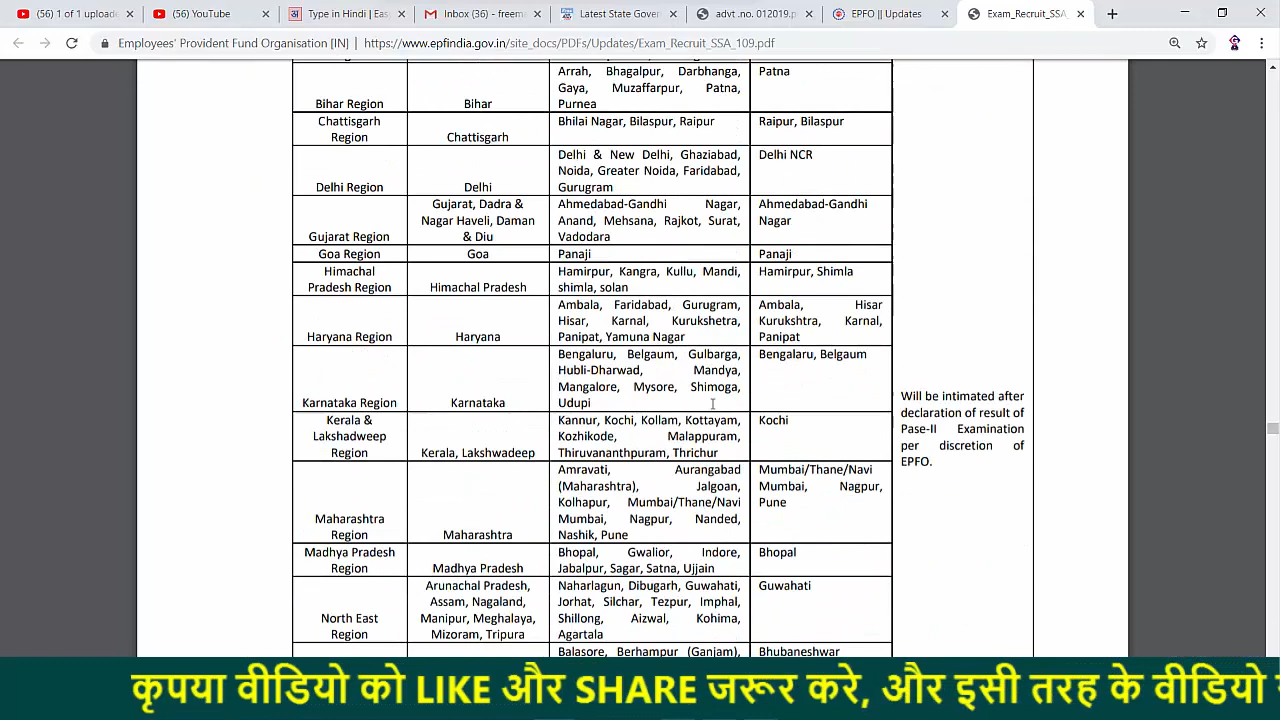 (56) 1 of 1 uploade
(56) YouTube
Type in Hindi | Eas
Inbox (36) - freema
Latest State Gover
advt .no. 012019.p
EPFO || Updates
Exam_Recruit_SSA_
Employees' Provident Fund Organisation [IN] | https://www.epfindia.gov.in/site_docs/PDFs/Updates/Exam_Recruit_SSA_109.pdf
Arrah, Bhagalpur, Darbhanga, Patna
Gaya, Muzaffarpur, Patna,
Bihar Region Bihar Purnea
Chattisgarh Bhilai Nagar, Bilaspur, Raipur Raipur, Bilaspur
Region Chattisgarh
Delhi & New Delhi, Ghaziabad, Delhi NCR
Noida, Greater Noida, Faridabad,
Delhi Region Delhi Gurugram
Gujarat, Dadra & Ahmedabad-Gandhi Nagar, Ahmedabad-Gandhi
Nagar Haveli, Daman Anand, Mehsana, Rajkot, Surat, Nagar
Gujarat Region & Diu Vadodara
Goa Region Goa Panaji Panaji
Himachal Hamirpur, Kangra, Kullu, Mandi, Hamirpur, Shimla
Pradesh Region Himachal Pradesh shimla, solan
Ambala, Faridabad, Gurugram, Ambala, Hisar
Hisar, Karnal, Kurukshetra, Kurukshtra, Karnal,
Haryana Region Haryana Panipat, Yamuna Nagar Panipat
Bengaluru, Belgaum, Gulbarga, Bengalaru, Belgaum
Hubli-Dharwad, Mandya,
Mangalore, Mysore, Shimoga,
Karnataka Region Karnataka Udupi
Will be intimated after
declaration of result of
Pase-II Examination
per discretion of
EPFO.
Kerala & Kannur, Kochi, Kollam, Kottayam, Kochi
Lakshadweep Kozhikode, Malappuram,
Region Kerala, Lakshwadeep Thiruvananthpuram, Thrichur
Amravati, Aurangabad Mumbai/Thane/Navi
(Maharashtra), Jalgoan, Mumbai, Nagpur,
Kolhapur, Mumbai/Thane/Navi Pune
Maharashtra Mumbai, Nagpur, Nanded,
Region Maharashtra Nashik, Pune
Madhya Pradesh Bhopal, Gwalior, Indore, Bhopal
Region Madhya Pradesh Jabalpur, Sagar, Satna, Ujjain
Arunachal Pradesh, Naharlagun, Dibugarh, Guwahati, Guwahati
Assam, Nagaland, Jorhat, Silchar, Tezpur, Imphal,
North East Manipur, Meghalaya, Shillong, Aizwal, Kohima,
Region Mizoram, Tripura Agartala
Balasore, Berhampur (Ganjam), Bhubaneshwar
कृपया वीडियो को LIKE और SHARE जरूर करे, और इसी तरह के वीडियो